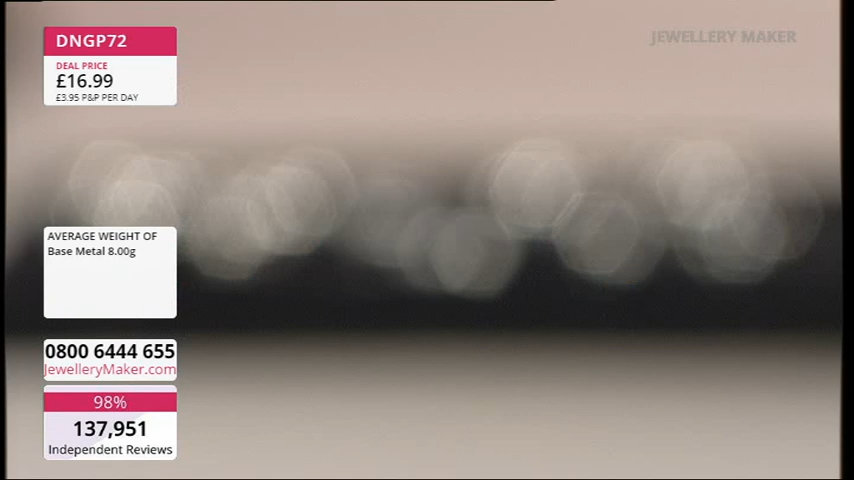 DNGP72
JEWELLERY MAKER
DEAL PRICE
£16.99
£3.95 P&P PER DAY
AVERAGE WEIGHT OF
Base Metal 8.00g
0800 6444 655
JewelleryMaker.com
98%
137,951
Independent Reviews